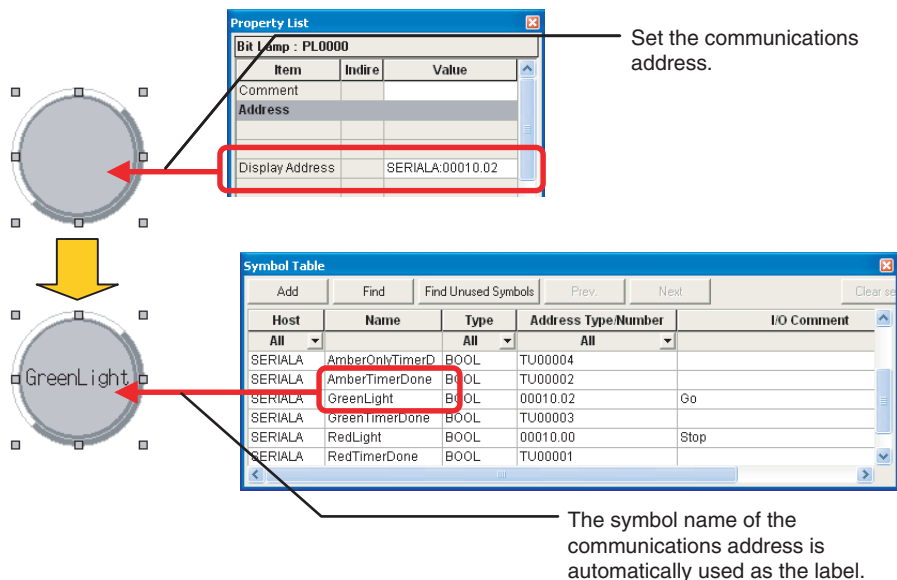 Property List
Bit Lamp : PL0000
Item Indire Value
Comment
Address
Display Address SERIALA:00010.02
Set the communications
address.
GreenLight
Symbol Table
Add Find Find Unused Symbols Prev. Next Clear se
Host Name Type Address Type/Number I/O Comment
All All All
SERIALA AmberOnlyTimerD BOOL TU00004
SERIALA AmberTimerDone BOOL TU00002
SERIALA GreenLight BOOL 00010.02 Go
SERIALA GreenTimerDone BOOL TU00003
SERIALA RedLight BOOL 00010.00 Stop
SERIALA RedTimerDone BOOL TU00001
The symbol name of the
communications address is
automatically used as the label.